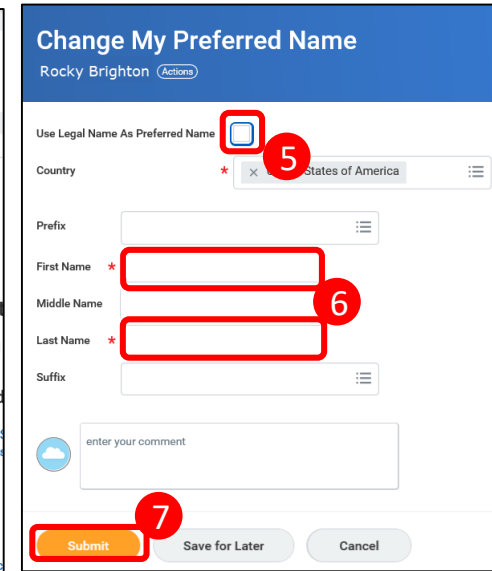 Change My Preferred Name
Rocky Brighton Actions
Use Legal Name As Preferred Name
5
Country * × States of America
Prefix
First Name *
Middle Name
6
Last Name *
Suffix
enter your comment
7
Submit Save for Later Cancel